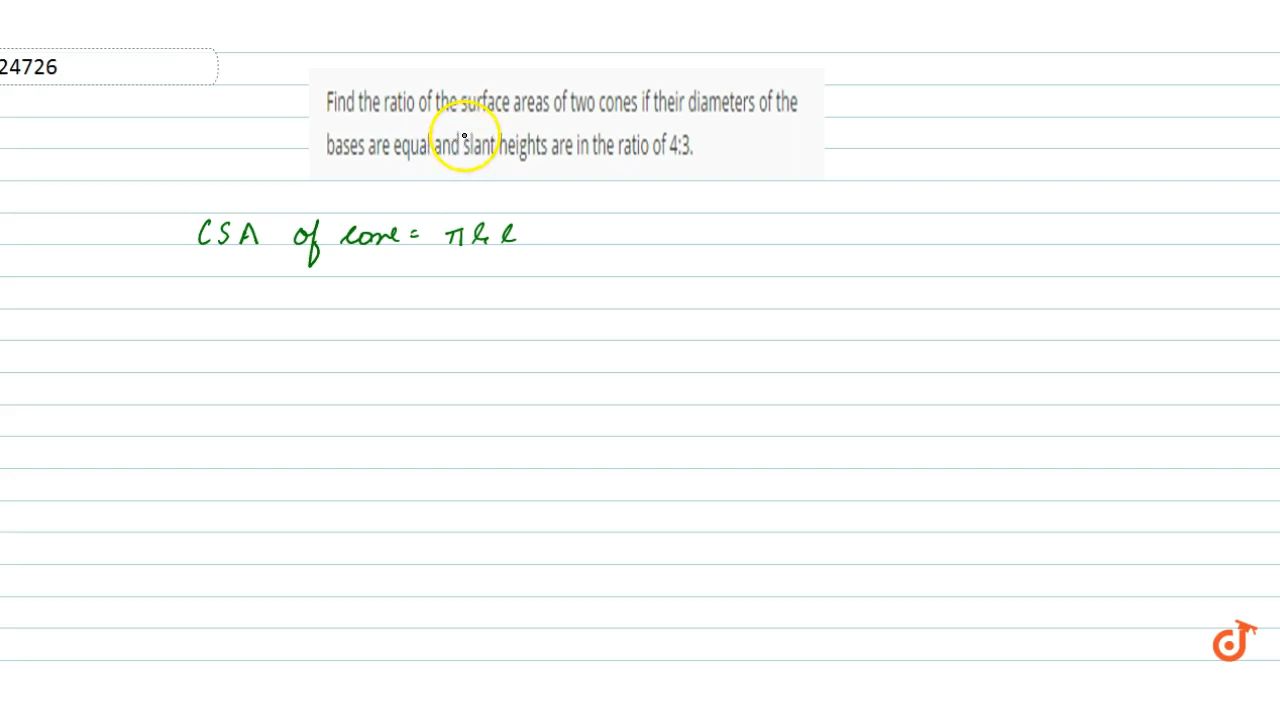 24726
Find the ratio of the surface areas of two cones if their diameters of the
bases are equal and slant heights are in the ratio of 4:3.
CSA of cone = πrl